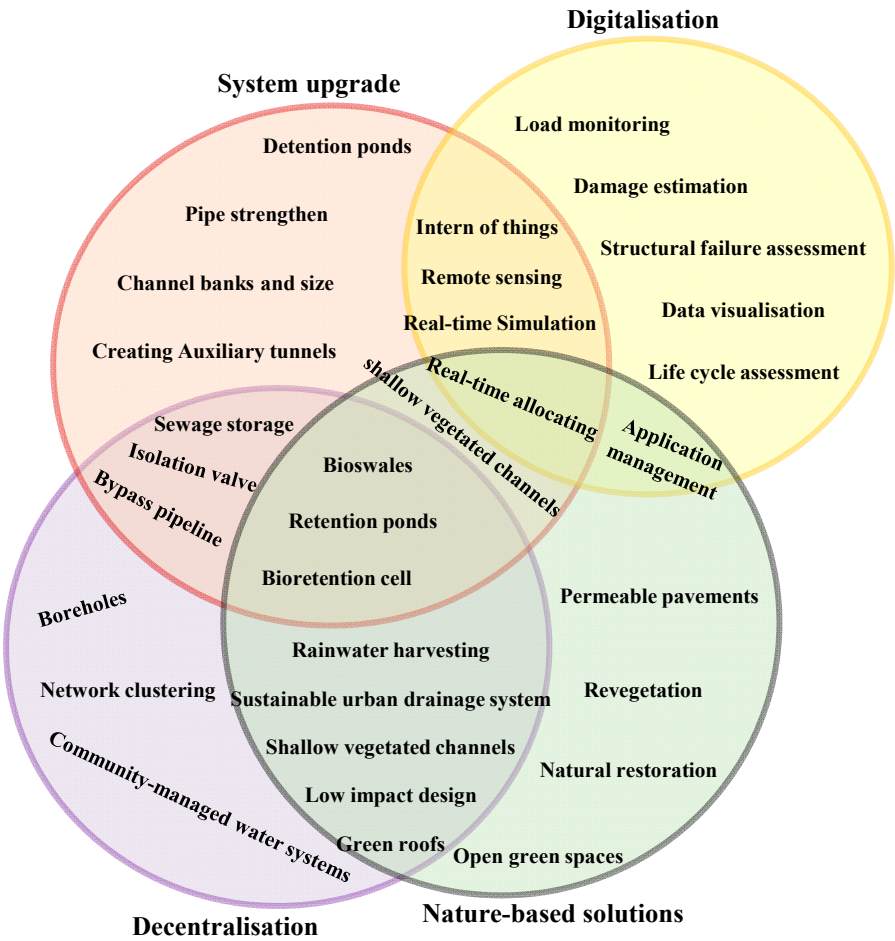 Digitalisation
System upgrade
Load monitoring
Detention ponds
Damage estimation
Pipe strengthen
Intern of things
Structural failure assessment
Remote sensing
Channel banks and size
Data visualisation
Real-time Simulation
Creating Auxiliary tunnels
Life cycle assessment
shallow vegetated channels
Real-time allocating
Application
management
Sewage storage
Isolation valve
Bypass pipeline
Bioswales
Retention ponds
Bioretention cell
Permeable pavements
Boreholes
Rainwater harvesting
Network clustering
Sustainable urban drainage system
Revegetation
Shallow vegetated channels
Community-managed water systems
Natural restoration
Low impact design
Green roofs
Open green spaces
Decentralisation
Nature-based solutions